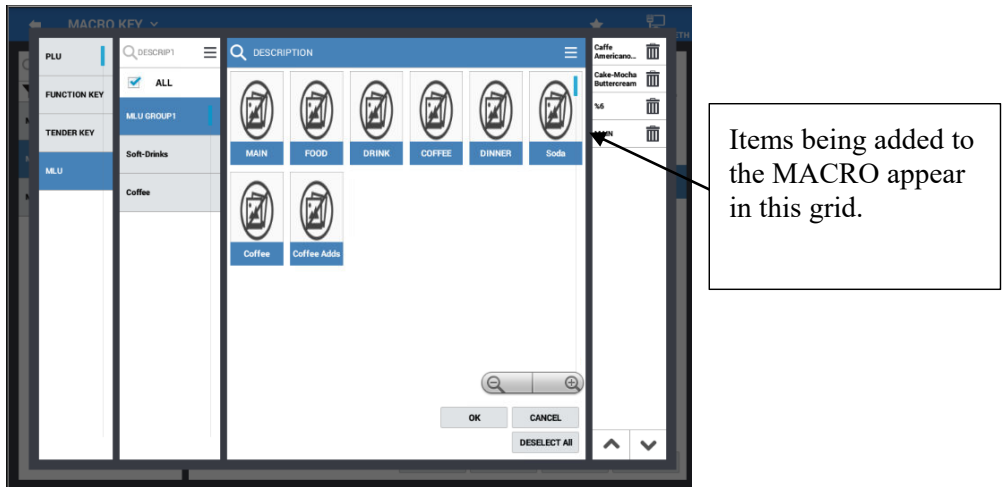 MACRO KEY
ETH
PLU
FUNCTION KEY
TENDER KEY
MLU
DESCRIP1
ALL
MLU GROUP1
Soft-Drinks
Coffee
DESCRIPTION
MAIN
FOOD
DRINK
COFFEE
DINNER
Soda
Coffee
Coffee Adds
OK
CANCEL
DESELECT All
Caffe
Americano...
Cake-Mocha
Buttercream
%6
Items being added to
the MACRO appear
in this grid.